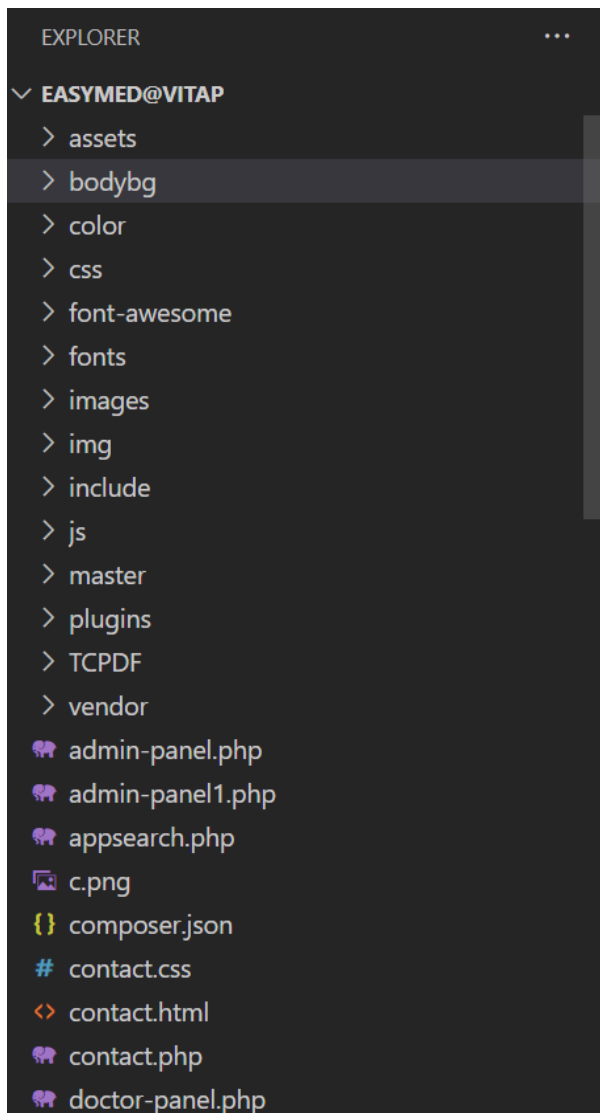 EXPLORER
EASYMED@VITAP
assets
bodybg
color
css
font-awesome
fonts
images
img
include
js
master
plugins
TCPDF
vendor
admin-panel.php
admin-panel1.php
appsearch.php
c.png
composer.json
contact.css
contact.html
contact.php
doctor-panel.php